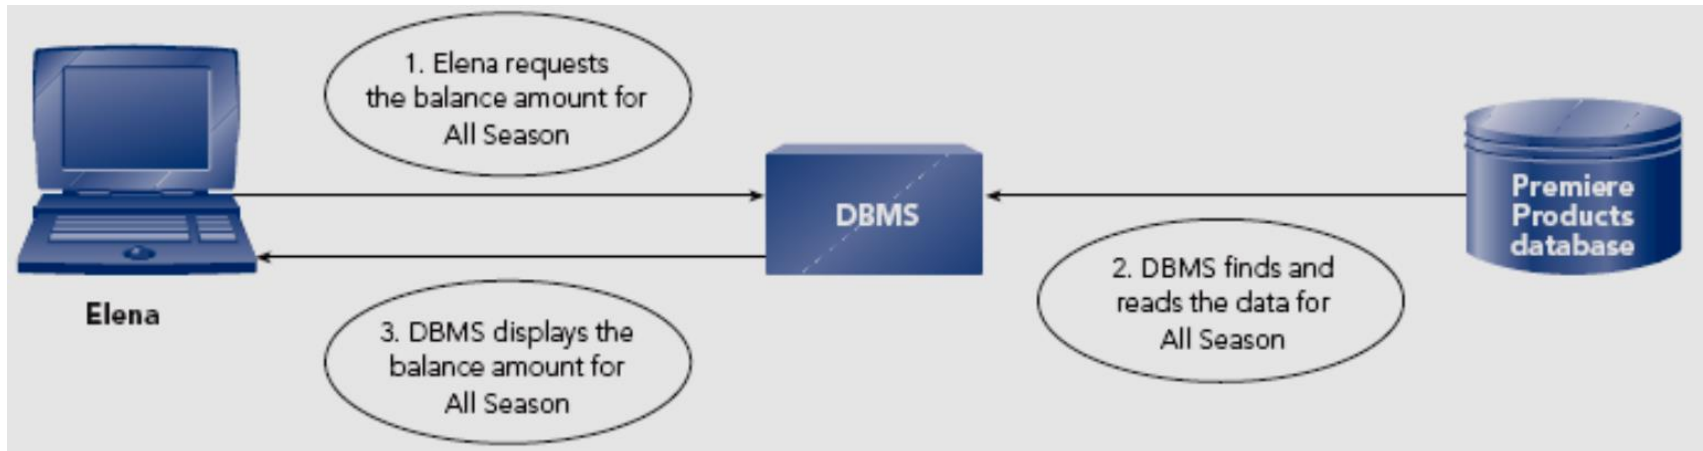 1. Elena requests
the balance amount for
All Season
DBMS
Premiere
Products
database
2. DBMS finds and
reads the data for
All Season
Elena
3. DBMS displays the
balance amount for
All Season